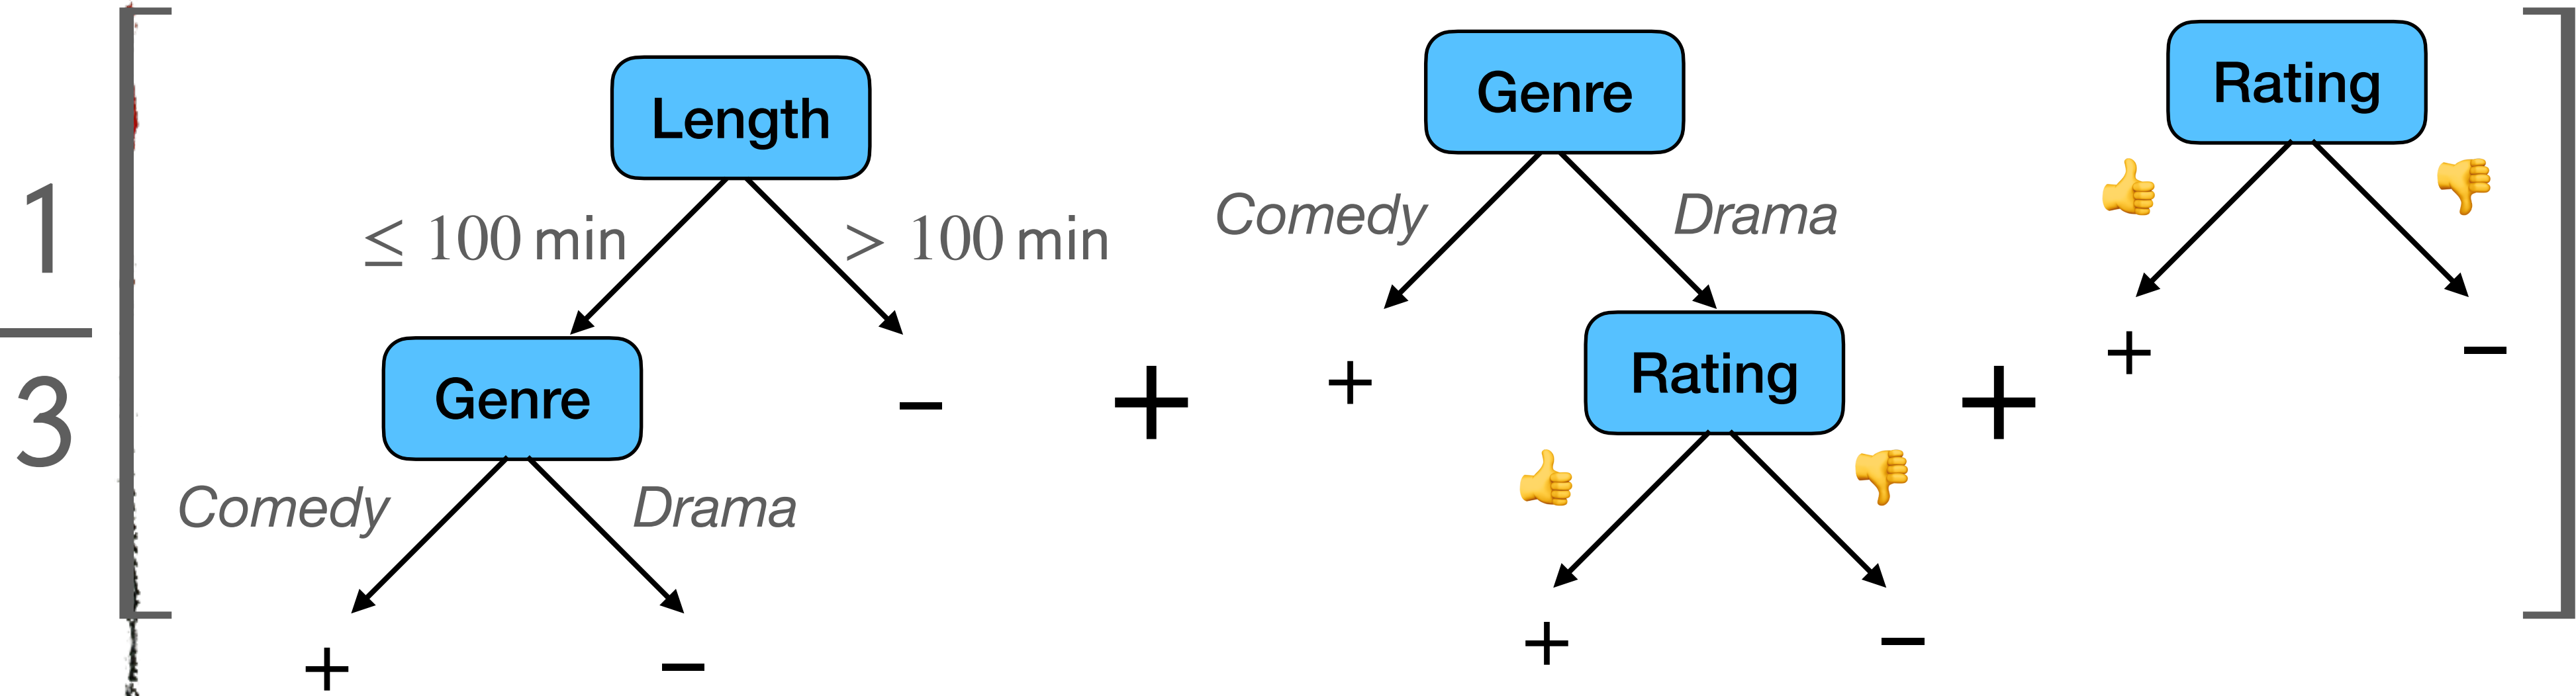 1
3
Length
≤ 100 min
> 100 min
Genre
–
Comedy
Drama
+
–
+
Genre
Comedy
Drama
+
Rating
👍
👎
+
–
+
Rating
👍
👎
+
–